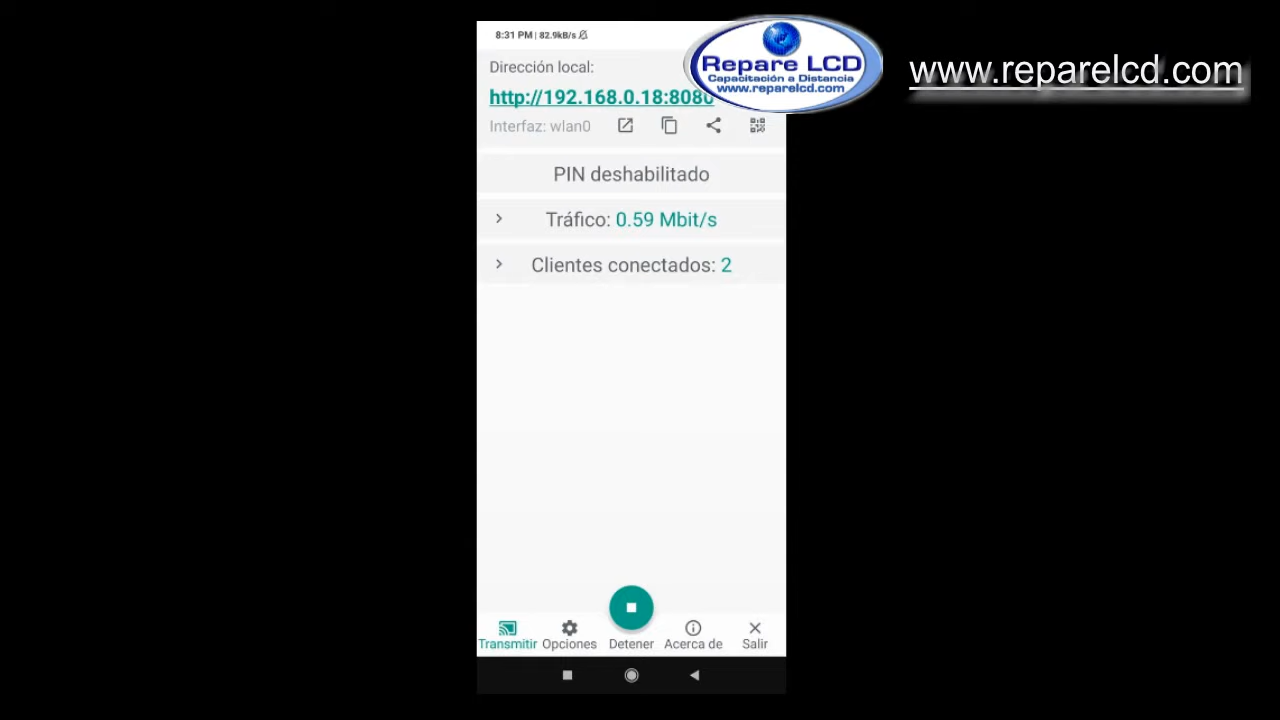 8:31 PM | 82.9kB/s
Repare LCD
Capacitación a Distancia
www.reparelcd.com
www.reparelcd.com
Dirección local:
http://192.168.0.18:8080
Interfaz: wlan0
PIN deshabilitado
Tráfico: 0.59 Mbit/s
Clientes conectados: 2
Transmitir Opciones Detener Acerca de Salir